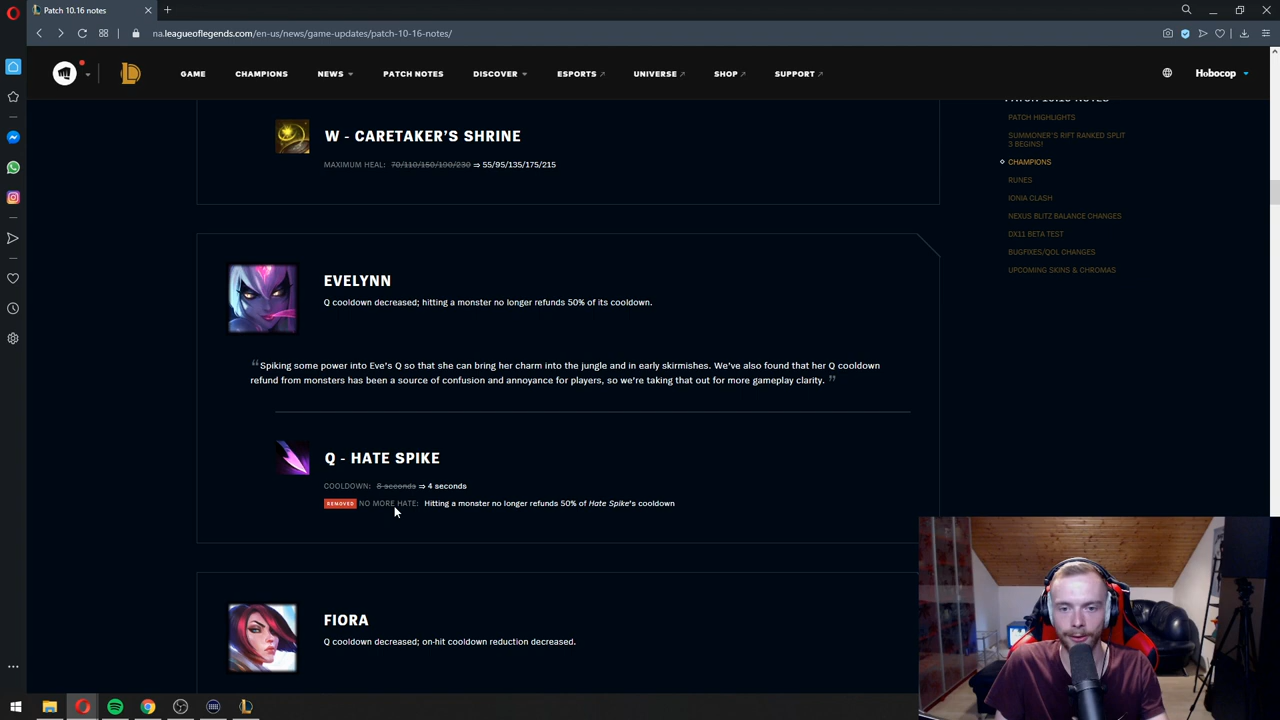 Patch 10.16 notes
na.leagueoflegends.com/en-us/news/game-updates/patch-10-16-notes/
GAME
CHAMPIONS
NEWS
PATCH NOTES
DISCOVER
ESPORTS
UNIVERSE
SHOP
SUPPORT
Hobocop
W - CARETAKER'S SHRINE
MAXIMUM HEAL: 70/110/150/190/230 ⇒ 55/95/135/175/215
EVELYNN
Q cooldown decreased; hitting a monster no longer refunds 50% of its cooldown.
“Spiking some power into Eve's Q so that she can bring her charm into the jungle and in early skirmishes. We've also found that her Q cooldown
refund from monsters has been a source of confusion and annoyance for players, so we're taking that out for more gameplay clarity. ”
Q - HATE SPIKE
COOLDOWN: 8 seconds ⇒ 4 seconds
REMOVED NO MORE HATE: Hitting a monster no longer refunds 50% of Hate Spike's cooldown
FIORA
Q cooldown decreased; on-hit cooldown reduction decreased.
PATCH 10.16 NOTES
PATCH HIGHLIGHTS
SUMMONER'S RIFT RANKED SPLIT
3 BEGINS!
CHAMPIONS
RUNES
IONIA CLASH
NEXUS BLITZ BALANCE CHANGES
DX11 BETA TEST
BUGFIXES/QOL CHANGES
UPCOMING SKINS & CHROMAS